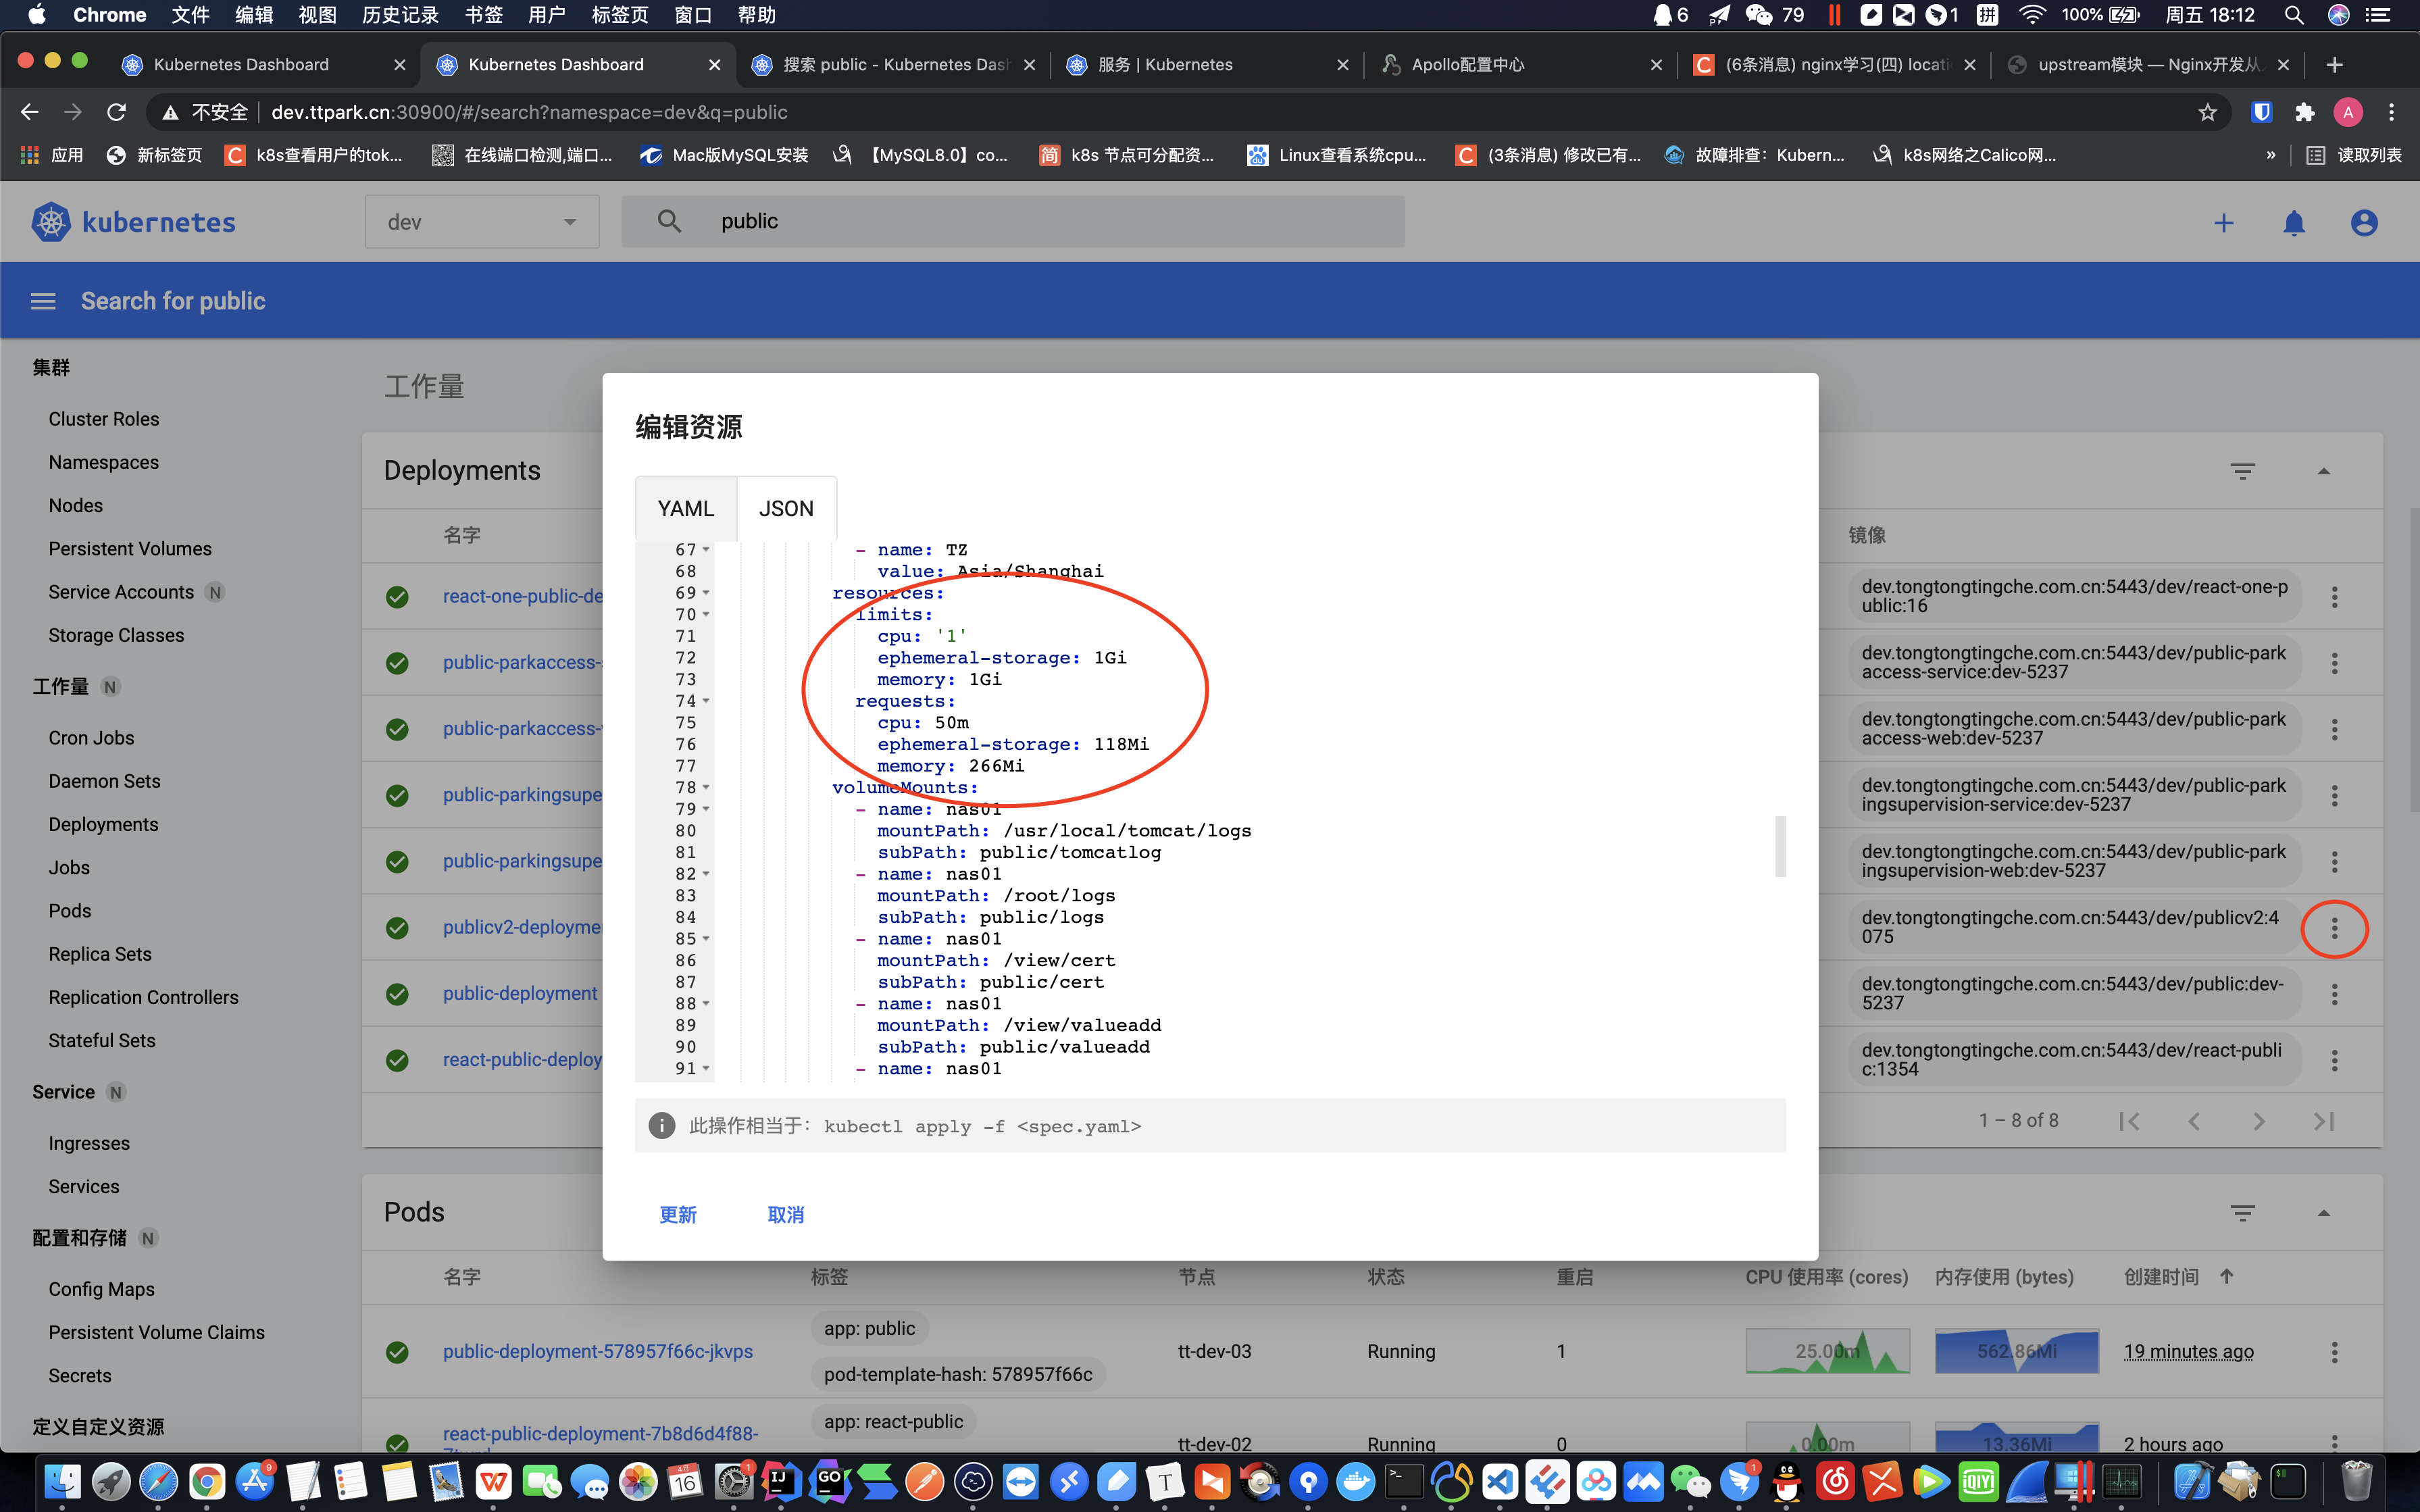 Chrome 文件 编辑 视图 历史记录 书签 用户 标签页 窗口 帮助 6 79 1 拼 100% 周五 18:12
Kubernetes Dashboard Kubernetes Dashboard 搜索 public - Kubernetes Dash 服务 | Kubernetes Apollo配置中心 (6条消息) nginx学习(四) locati upstream模块 — Nginx开发从
不安全 dev.ttpark.cn:30900/#/search?namespace=dev&q=public A
应用 新标签页 k8s查看用户的tok... 在线端口检测,端口... Mac版MySQL安装 【MySQL8.0】co... 简 k8s 节点可分配资... Linux查看系统cpu... (3条消息) 修改已有... 故障排查：Kubern... k8s网络之Calico网... » 读取列表
kubernetes dev public
Search for public
集群
Cluster Roles
Namespaces
Nodes
Persistent Volumes
Service Accounts N
Storage Classes
工作量 N
Cron Jobs
Daemon Sets
Deployments
Jobs
Pods
Replica Sets
Replication Controllers
Stateful Sets
Service N
Ingresses
Services
配置和存储 N
Config Maps
Persistent Volume Claims
Secrets
定义自定义资源
工作量
Deployments
名字 镜像
react-one-public-de
dev.tongtongtingche.com.cn:5443/dev/react-one-p
ublic:16
public-parkaccess-
dev.tongtongtingche.com.cn:5443/dev/public-park
access-service:dev-5237
public-parkaccess-
dev.tongtongtingche.com.cn:5443/dev/public-park
access-web:dev-5237
public-parkingsupe
dev.tongtongtingche.com.cn:5443/dev/public-park
ingsupervision-service:dev-5237
public-parkingsupe
dev.tongtongtingche.com.cn:5443/dev/public-park
ingsupervision-web:dev-5237
publicv2-deployme
dev.tongtongtingche.com.cn:5443/dev/publicv2:4
075
public-deployment
dev.tongtongtingche.com.cn:5443/dev/public:dev-
5237
react-public-deploy
dev.tongtongtingche.com.cn:5443/dev/react-publi
c:1354
1 – 8 of 8
编辑资源
YAML JSON
67 - name: TZ
68 value: Asia/Shanghai
69 resources:
70 limits:
71 cpu: '1'
72 ephemeral-storage: 1Gi
73 memory: 1Gi
74 requests:
75 cpu: 50m
76 ephemeral-storage: 118Mi
77 memory: 266Mi
78 volumeMounts:
79 - name: nas01
80 mountPath: /usr/local/tomcat/logs
81 subPath: public/tomcatlog
82 - name: nas01
83 mountPath: /root/logs
84 subPath: public/logs
85 - name: nas01
86 mountPath: /view/cert
87 subPath: public/cert
88 - name: nas01
89 mountPath: /view/valueadd
90 subPath: public/valueadd
91 - name: nas01
此操作相当于：kubectl apply -f <spec.yaml>
更新 取消
Pods
名字 标签 节点 状态 重启 CPU 使用率 (cores) 内存使用 (bytes) 创建时间
app: public
public-deployment-578957f66c-jkvps tt-dev-03 Running 1 25.00m 562.86Mi 19 minutes ago
pod-template-hash: 578957f66c
app: react-public
react-public-deployment-7b8d6d4f88-
tt-dev-02 Running 0 0.00m 13.36Mi 2 hours ago
9 4月 16 1 IJ GO T 1 QIY